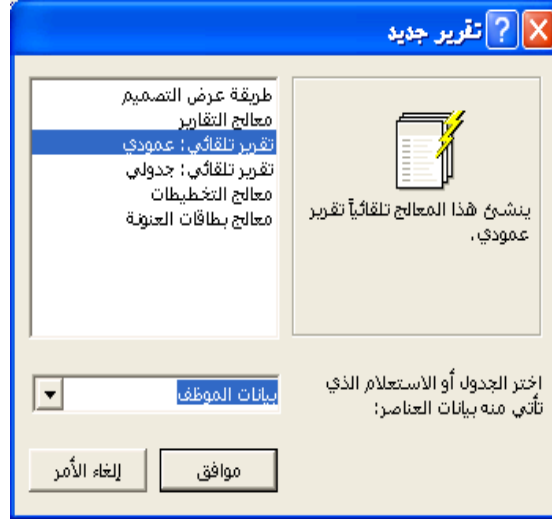 تقرير جديد
طريقة عرض التصميم
معالج التقارير
تقرير تلقائي: عمودي
تقرير تلقائي: جدولي
معالج التخطيطات
معالج بطاقات العنونة
ينشئ هذا المعالج تلقائياً تقرير
عمودي.
اختر الجدول أو الاستعلام الذي
تأتي منه بيانات العناصر:
بيانات الموظف
موافق
إلغاء الأمر